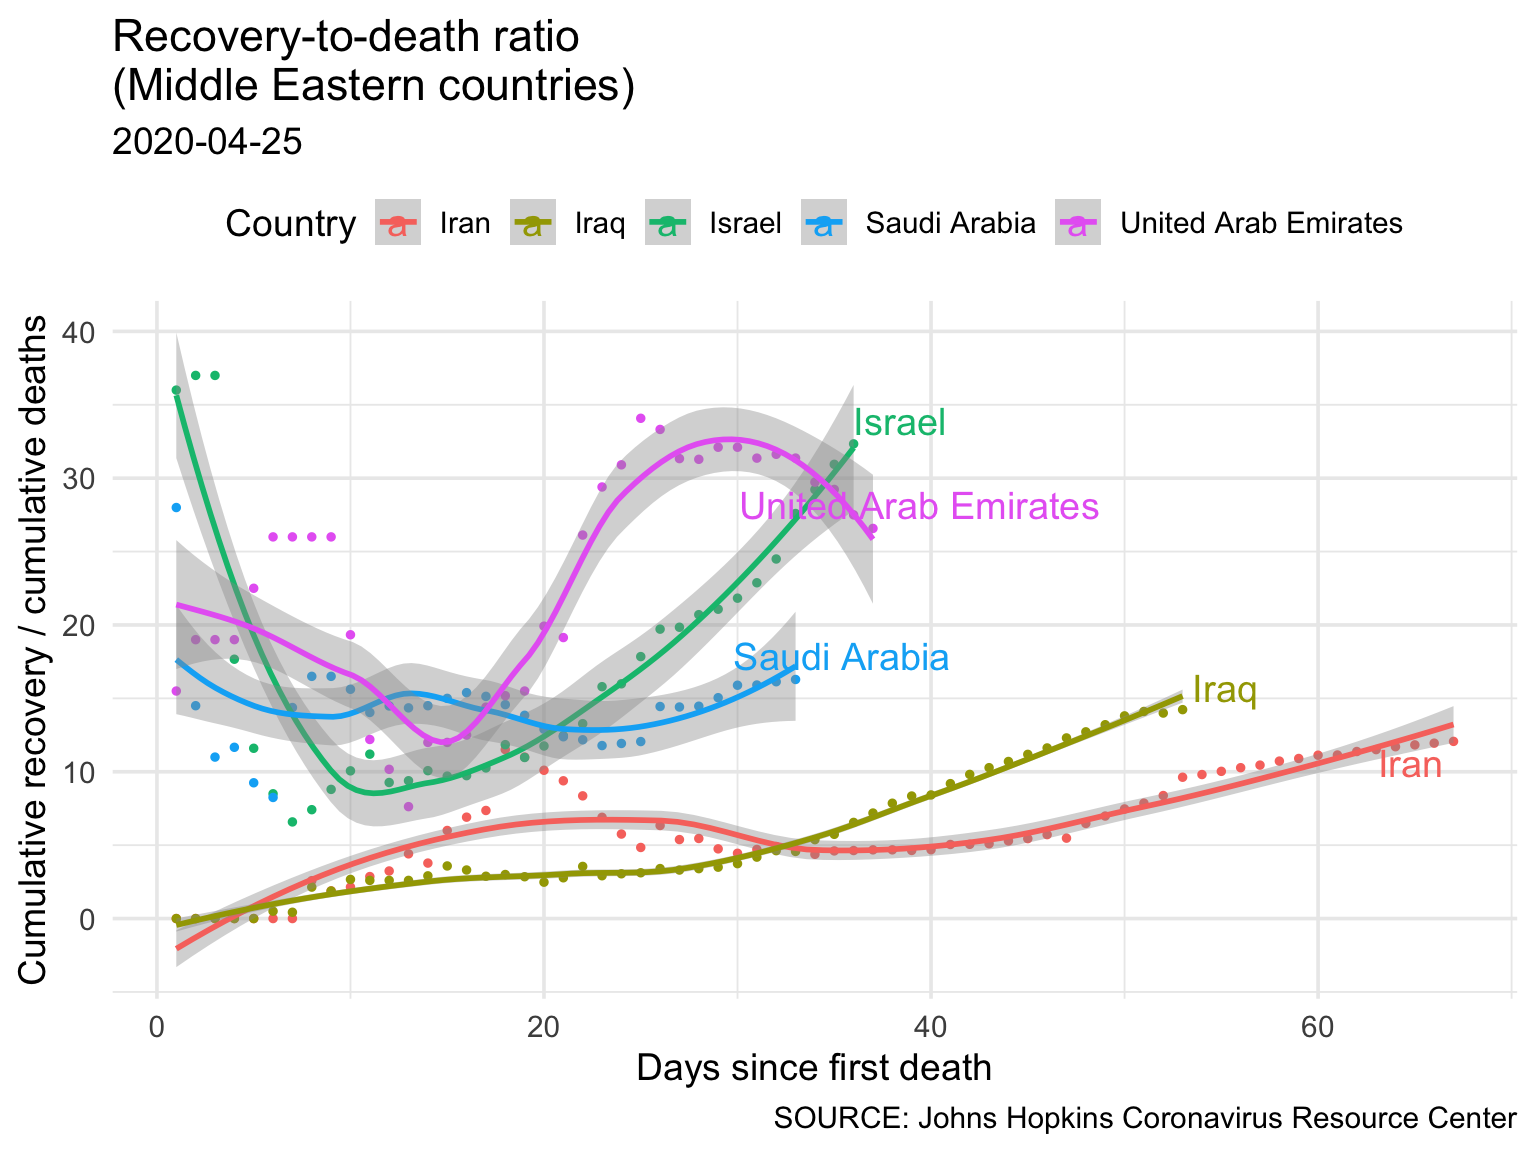 Recovery-to-death ratio
(Middle Eastern countries)
2020-04-25
Country a Iran a Iraq a Israel a Saudi Arabia a United Arab Emirates
Cumulative recovery / cumulative deaths
40
30
20
10
0
Israel
United Arab Emirates
Saudi Arabia
Iraq
Iran
0 20 40 60
Days since first death
SOURCE: Johns Hopkins Coronavirus Resource Center